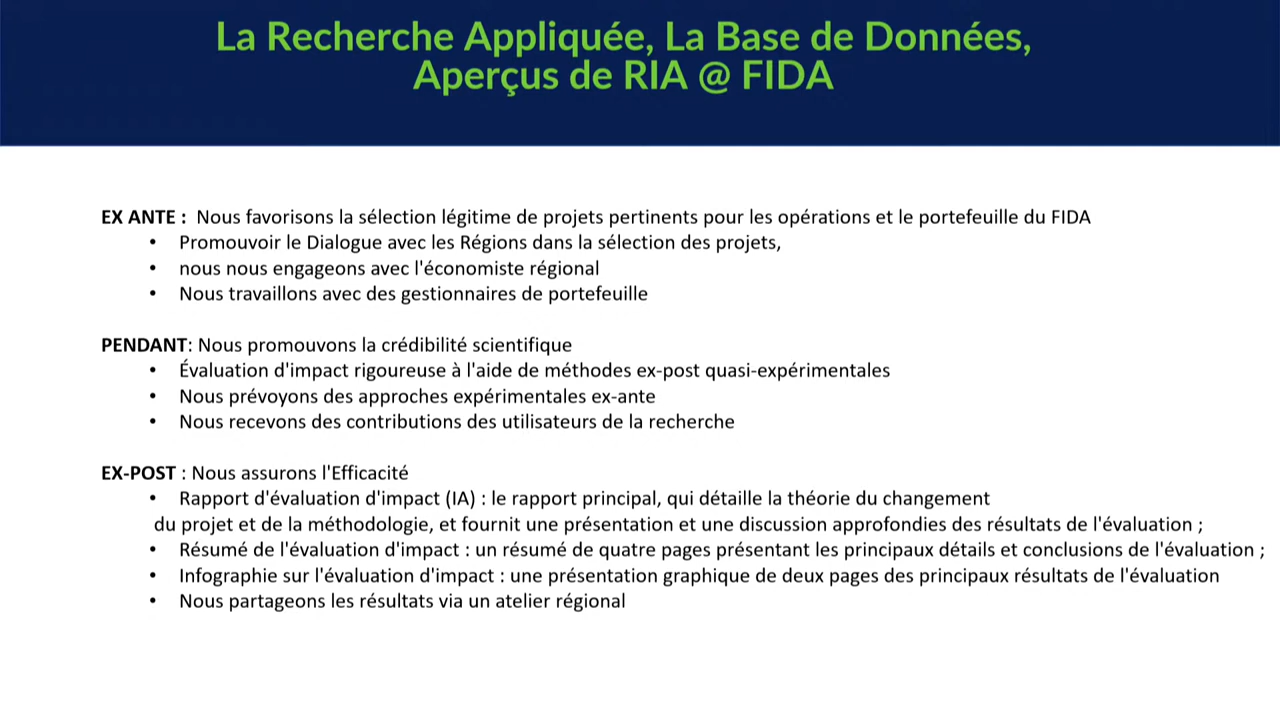 La Recherche Appliquée, La Base de Données,
Aperçus de RIA @ FIDA
EX ANTE : Nous favorisons la sélection légitime de projets pertinents pour les opérations et le portefeuille du FIDA
• Promouvoir le Dialogue avec les Régions dans la sélection des projets,
• nous nous engageons avec l'économiste régional
• Nous travaillons avec des gestionnaires de portefeuille
PENDANT: Nous promouvons la crédibilité scientifique
• Évaluation d'impact rigoureuse à l'aide de méthodes ex-post quasi-expérimentales
• Nous prévoyons des approches expérimentales ex-ante
• Nous recevons des contributions des utilisateurs de la recherche
EX-POST : Nous assurons l'Efficacité
• Rapport d'évaluation d'impact (IA) : le rapport principal, qui détaille la théorie du changement
du projet et de la méthodologie, et fournit une présentation et une discussion approfondies des résultats de l'évaluation ;
• Résumé de l'évaluation d'impact : un résumé de quatre pages présentant les principaux détails et conclusions de l'évaluation ;
• Infographie sur l'évaluation d'impact : une présentation graphique de deux pages des principaux résultats de l'évaluation
• Nous partageons les résultats via un atelier régional